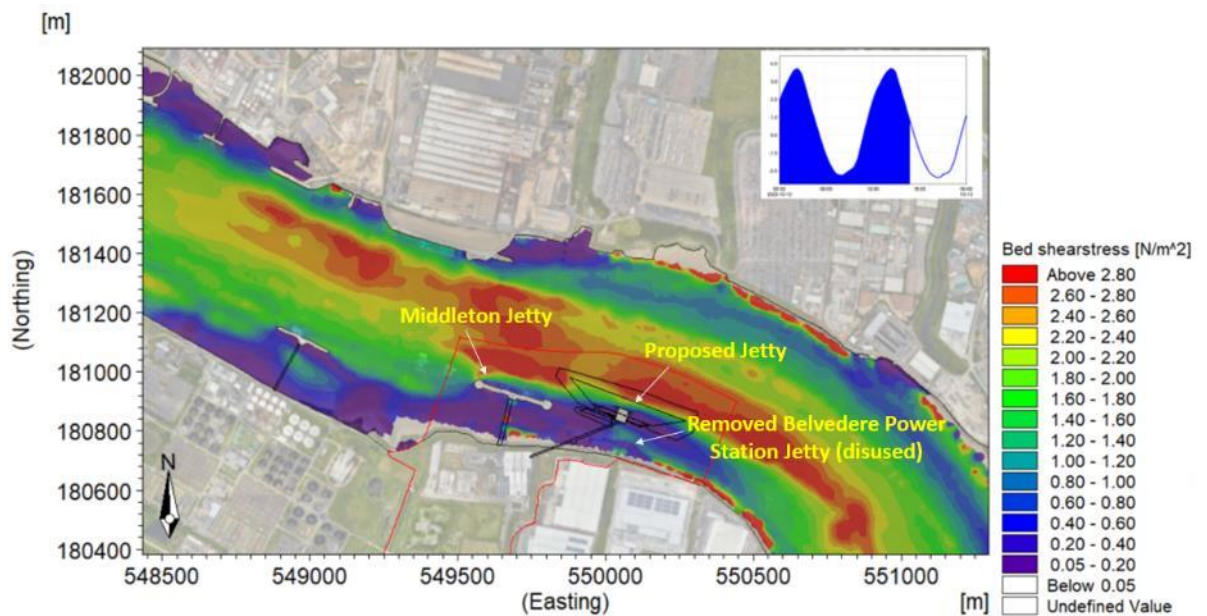 [m]
182000
181800
181600
181400
181200
181000
180800
180600
180400
(Northing)
Middleton Jetty
Proposed Jetty
Removed Belvedere Power
Station Jetty (disused)
N
548500 549000 549500 550000 550500 551000
(Easting)
[m]
Bed shearstress [N/m^2]
Above 2.80
2.60 - 2.80
2.40 - 2.60
2.20 - 2.40
2.00 - 2.20
1.80 - 2.00
1.60 - 1.80
1.40 - 1.60
1.20 - 1.40
1.00 - 1.20
0.80 - 1.00
0.60 - 0.80
0.40 - 0.60
0.20 - 0.40
0.05 - 0.20
Below 0.05
Undefined Value